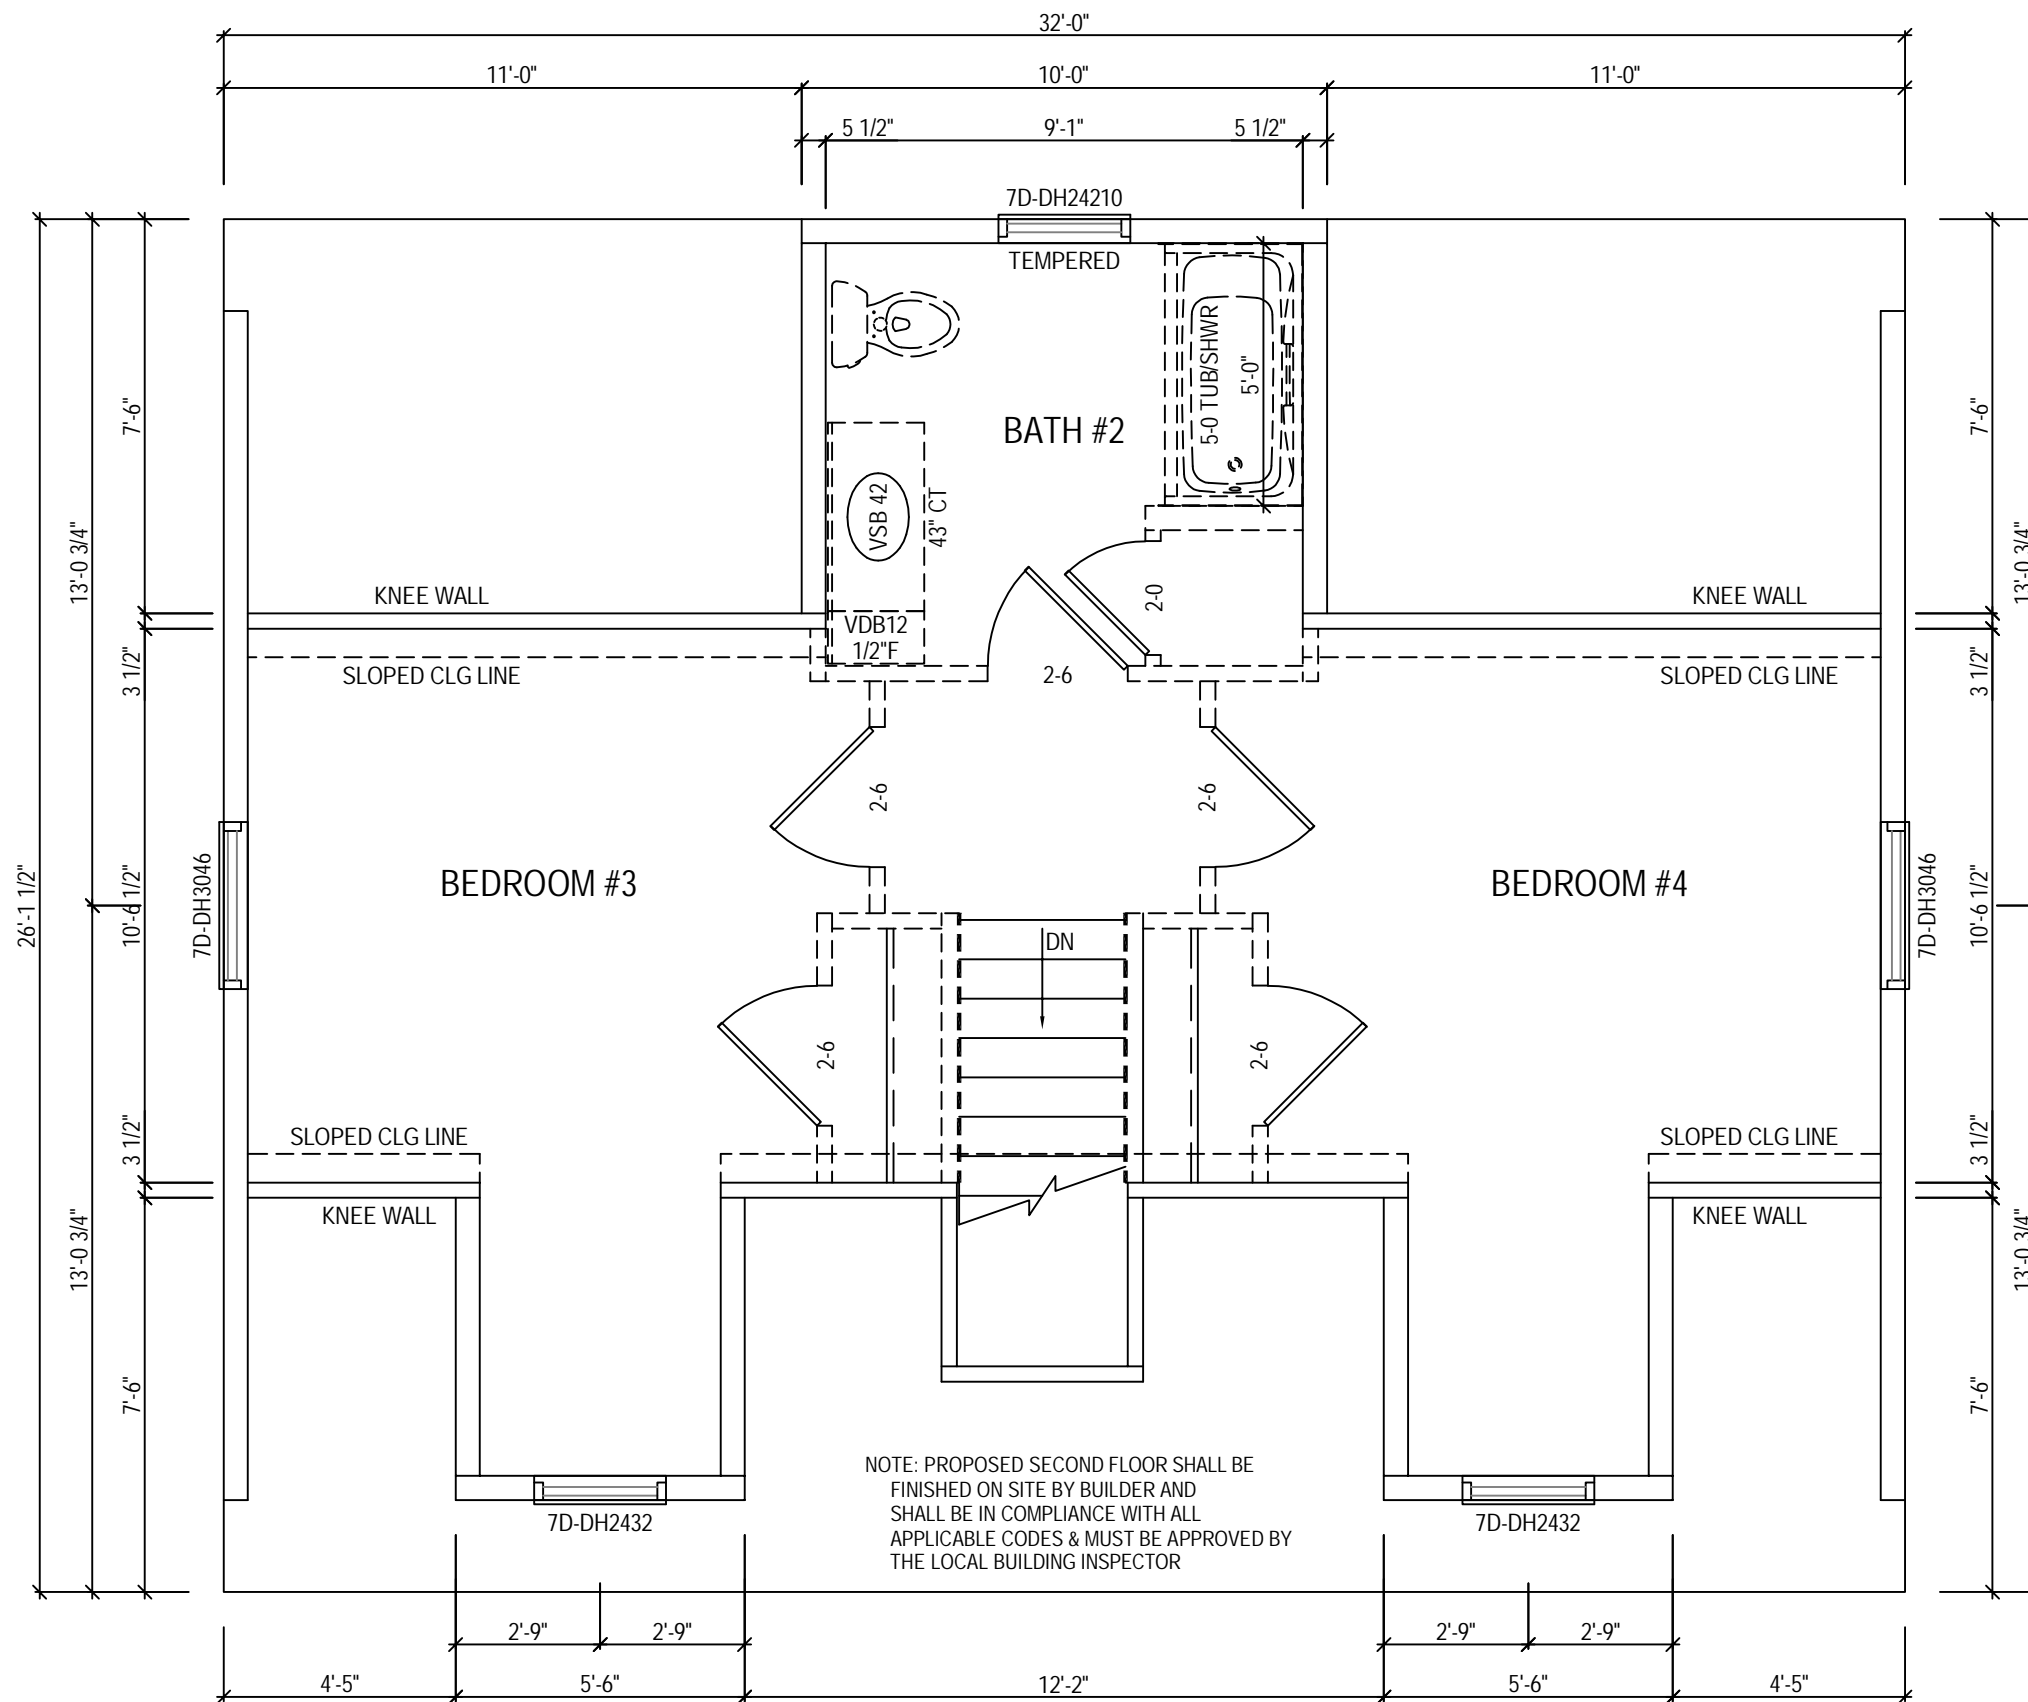 32'-0"
11'-0"
10'-0"
11'-0"
5 1/2"
9'-1"
5 1/2"
7D-DH24210
TEMPERED
5-0 TUB/SHWR
5'-0"
BATH #2
VSB 42
43" CT
VDB12
1/2"F
2-0
2-6
7'-6"
13'-0 3/4"
3 1/2"
26'-1 1/2"
10'-6 1/2"
3 1/2"
13'-0 3/4"
7'-6"
7'-6"
13'-0 3/4"
3 1/2"
10'-6 1/2"
3 1/2"
13'-0 3/4"
7'-6"
KNEE WALL
KNEE WALL
SLOPED CLG LINE
SLOPED CLG LINE
2-6
2-6
7D-DH3046
BEDROOM #3
BEDROOM #4
7D-DH3046
DN
2-6
2-6
SLOPED CLG LINE
SLOPED CLG LINE
KNEE WALL
KNEE WALL
NOTE: PROPOSED SECOND FLOOR SHALL BE
FINISHED ON SITE BY BUILDER AND
SHALL BE IN COMPLIANCE WITH ALL
APPLICABLE CODES & MUST BE APPROVED BY
THE LOCAL BUILDING INSPECTOR
7D-DH2432
7D-DH2432
2'-9"
2'-9"
2'-9"
2'-9"
4'-5"
5'-6"
12'-2"
5'-6"
4'-5"